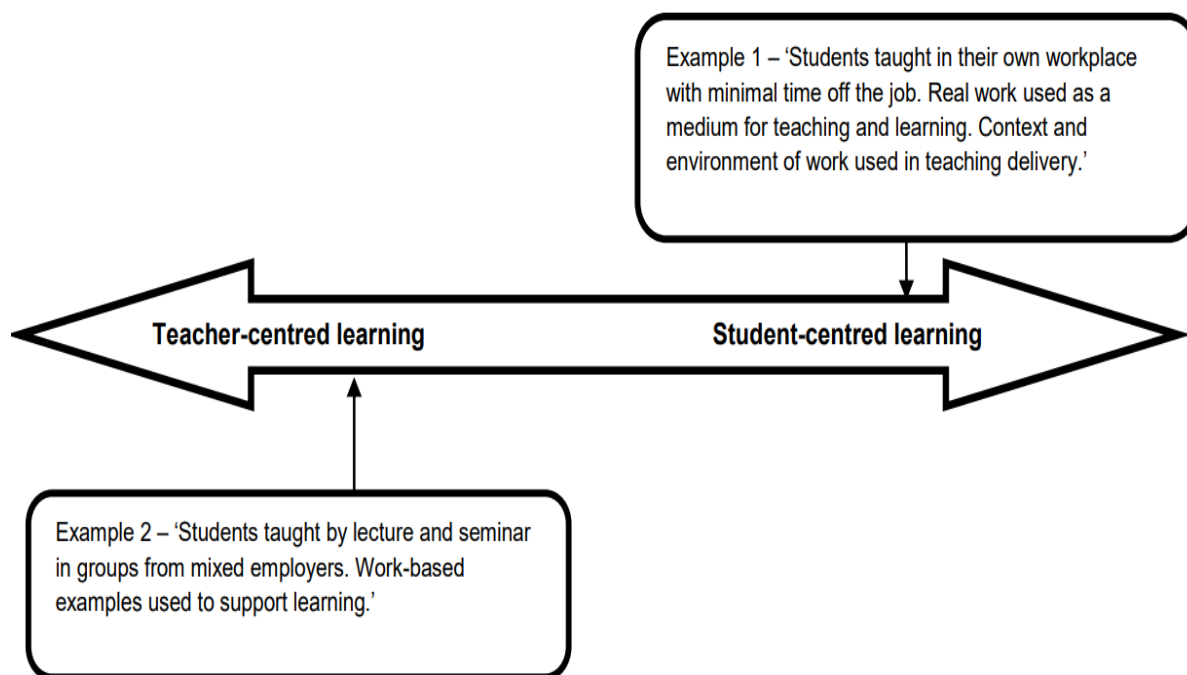 Example 1 – ‘Students taught in their own workplace
with minimal time off the job. Real work used as a
medium for teaching and learning. Context and
environment of work used in teaching delivery.’
Teacher-centred learning
Student-centred learning
Example 2 – ‘Students taught by lecture and seminar
in groups from mixed employers. Work-based
examples used to support learning.’